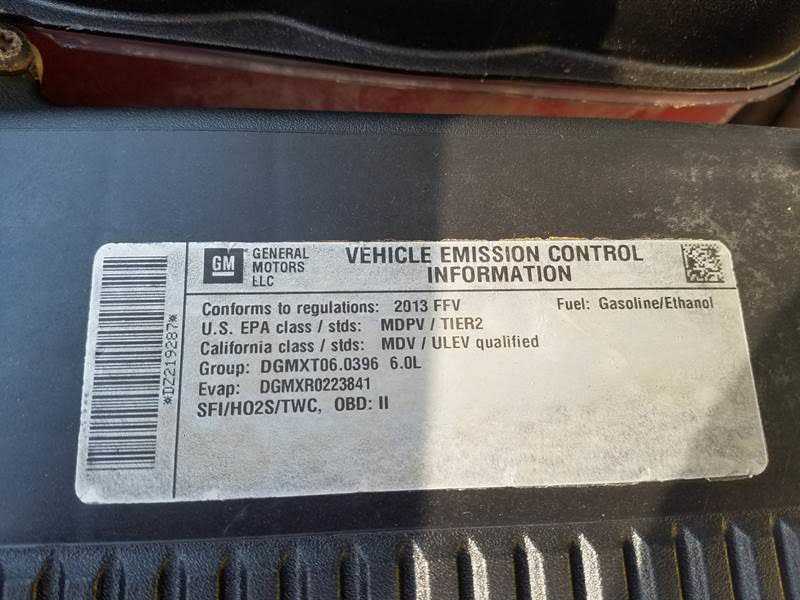 GM
GENERAL
MOTORS
LLC
VEHICLE EMISSION CONTROL
INFORMATION
Conforms to regulations: 2013 FFV Fuel: Gasoline/Ethanol
U.S. EPA class / stds: MDPV / TIER2
California class / stds: MDV / ULEV qualified
Group: DGMXT06.0396 6.0L
Evap: DGMXR0223841
SFI/HO2S/TWC, OBD: II
*DZ219287*